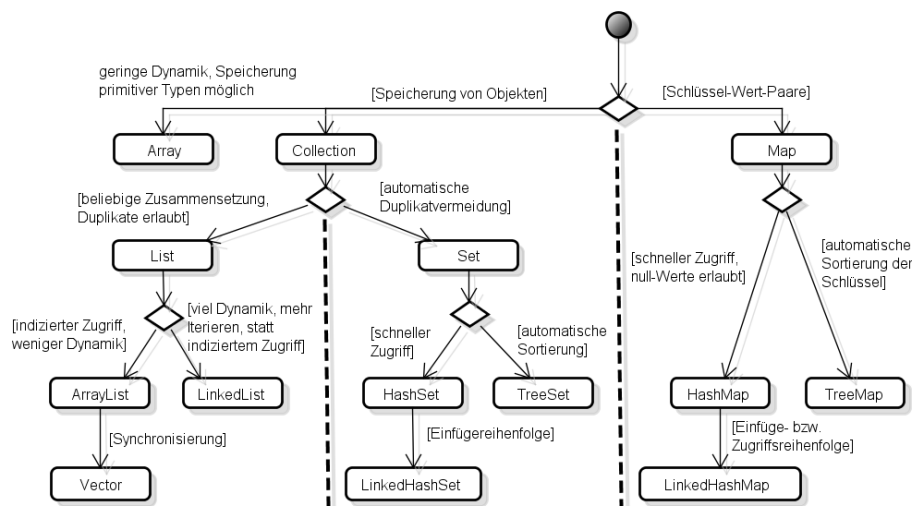 geringe Dynamik, Speicherung
primitiver Typen möglich
[Speicherung von Objekten]
[Schlüssel-Wert-Paare]
Array
Collection
Map
[beliebige Zusammensetzung,
Duplikate erlaubt]
[automatische
Duplikatvermeidung]
List
Set
[schneller Zugriff,
null-Werte erlaubt]
[automatische
Sortierung der
Schlüssel]
[indizierter Zugriff,
weniger Dynamik]
[viel Dynamik, mehr
Iterieren, statt
indiziertem Zugriff]
[schneller
Zugriff]
[automatische
Sortierung]
ArrayList
LinkedList
HashSet
TreeSet
HashMap
TreeMap
[Synchronisierung]
[Einfügereihenfolge]
[Einfüge- bzw.
Zugriffsreihenfolge]
Vector
LinkedHashSet
LinkedHashMap